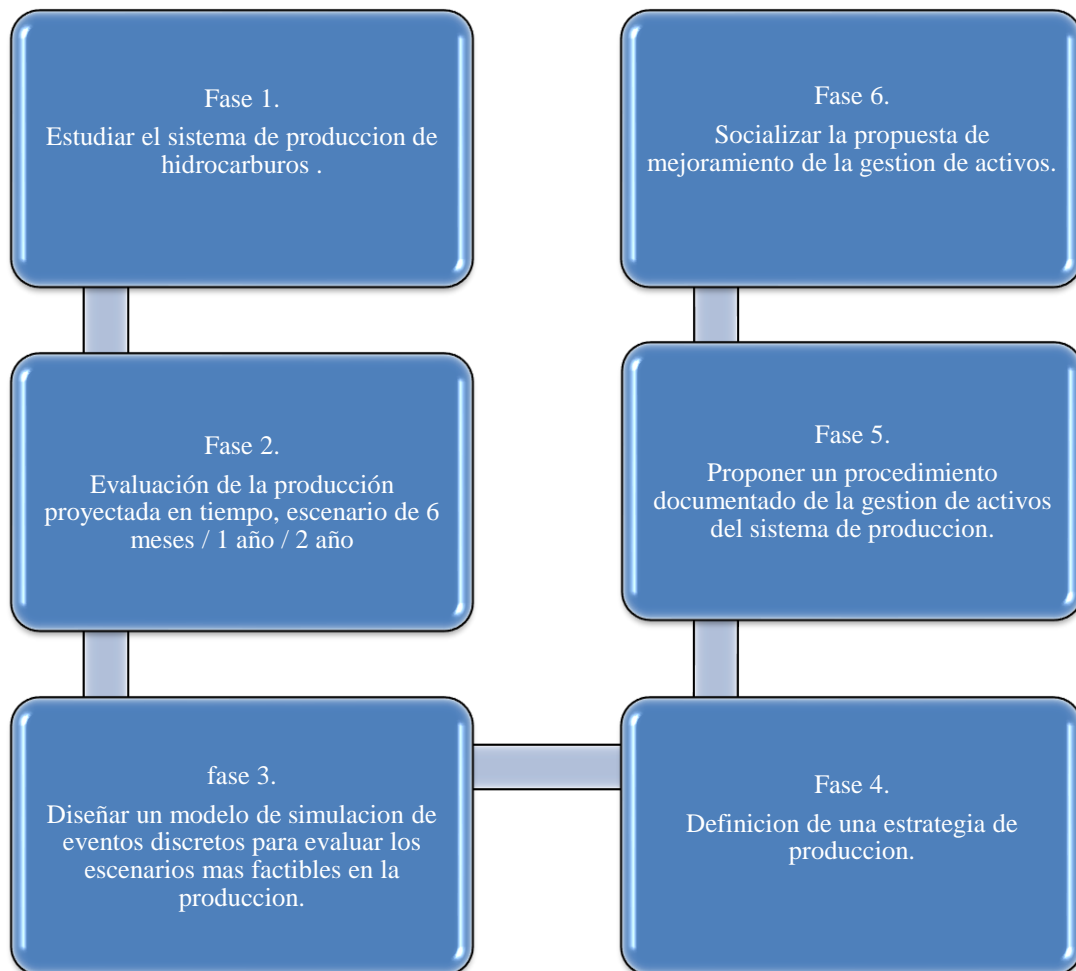 Fase 1.
Estudiar el sistema de produccion de
hidrocarburos .
Fase 2.
Evaluación de la producción
proyectada en tiempo, escenario de 6
meses / 1 año / 2 año
fase 3.
Diseñar un modelo de simulacion de
eventos discretos para evaluar los
escenarios mas factibles en la
produccion.
Fase 4.
Definicion de una estrategia de
produccion.
Fase 5.
Proponer un procedimiento
documentado de la gestion de activos
del sistema de produccion.
Fase 6.
Socializar la propuesta de
mejoramiento de la gestion de activos.